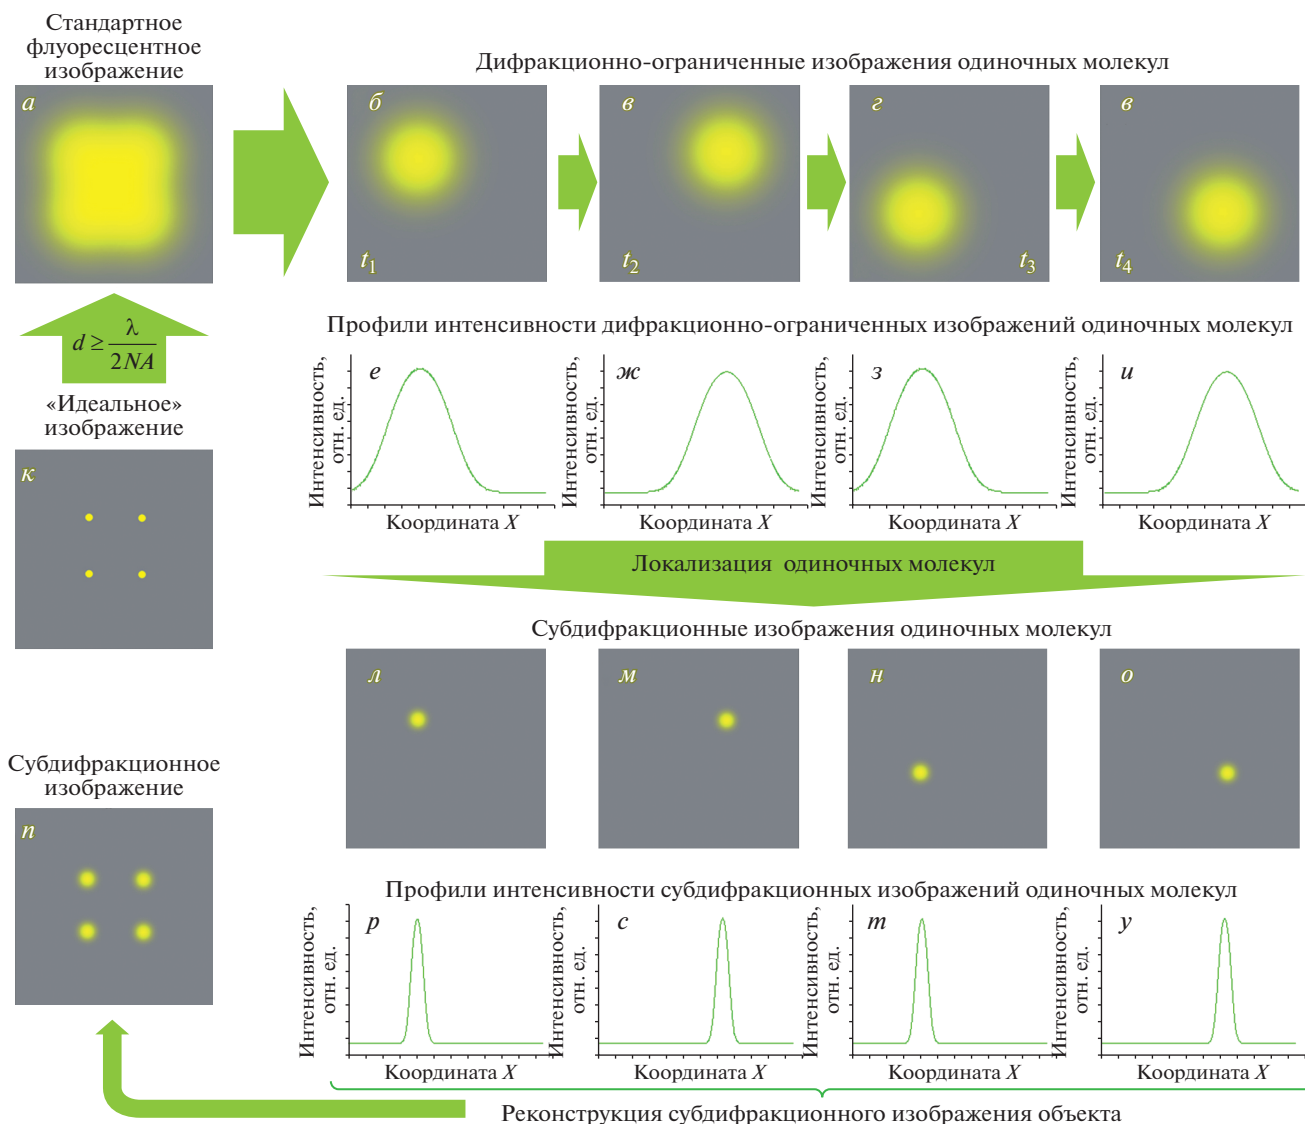 Стандартное
флуоресцентное
изображение
а
Дифракционно-ограниченные изображения одиночных молекул
б
t₁
в
t₂
г
t₃
в
t₄
d ≥ λ/2NA
Профили интенсивности дифракционно-ограниченных изображений одиночных молекул
Интенсивность,
отн. ед.
е
Координата X
Интенсивность,
отн. ед.
ж
Координата X
Интенсивность,
отн. ед.
з
Координата X
Интенсивность,
отн. ед.
и
Координата X
«Идеальное»
изображение
к
Локализация одиночных молекул
Субдифракционные изображения одиночных молекул
л
м
н
о
Субдифракционное
изображение
п
Профили интенсивности субдифракционных изображений одиночных молекул
Интенсивность,
отн. ед.
р
Координата X
Интенсивность,
отн. ед.
с
Координата X
Интенсивность,
отн. ед.
т
Координата X
Интенсивность,
отн. ед.
у
Координата X
Реконструкция субдифракционного изображения объекта